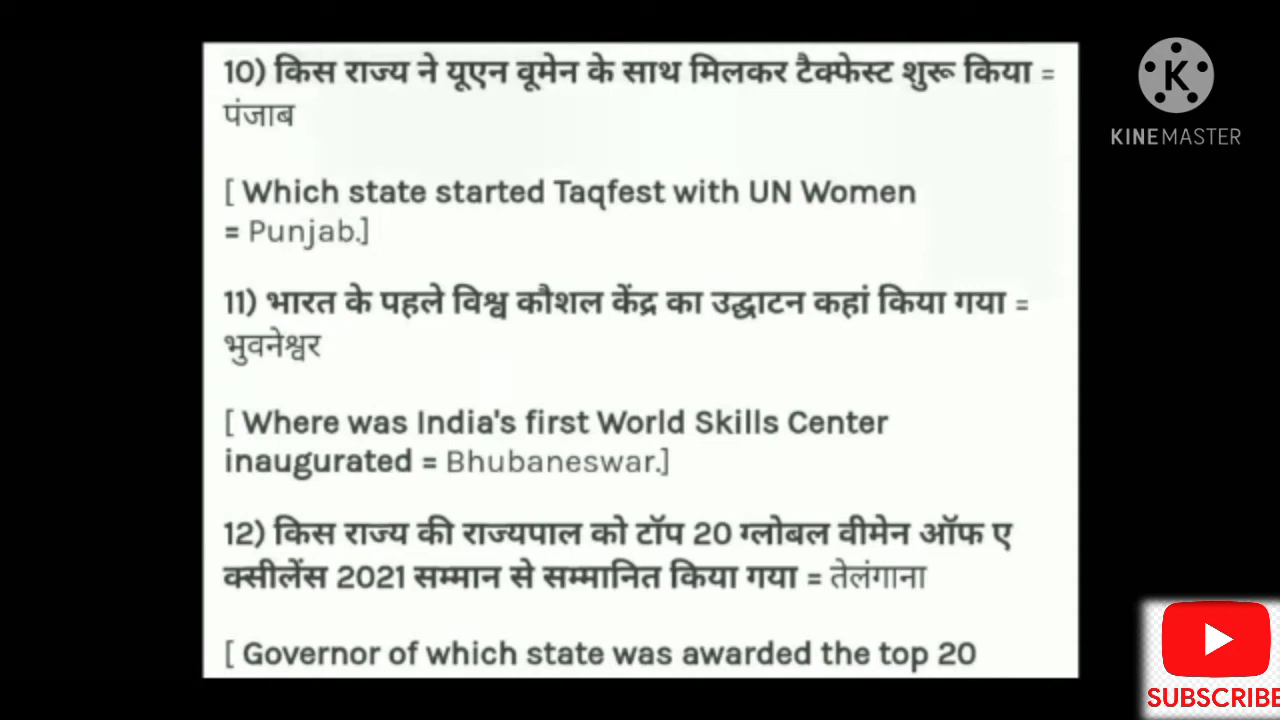 10) किस राज्य ने यूएन वूमेन के साथ मिलकर टैक्फेस्ट शुरू किया =
पंजाब
[ Which state started Taqfest with UN Women
= Punjab.]
11) भारत के पहले विश्व कौशल केंद्र का उद्घाटन कहां किया गया =
भुवनेश्वर
[ Where was India's first World Skills Center
inaugurated = Bhubaneswar.]
12) किस राज्य की राज्यपाल को टॉप 20 ग्लोबल वीमेन ऑफ ए
क्सीलेंस 2021 सम्मान से सम्मानित किया गया = तेलंगाना
[ Governor of which state was awarded the top 20
K
KINEMASTER
SUBSCRIBE